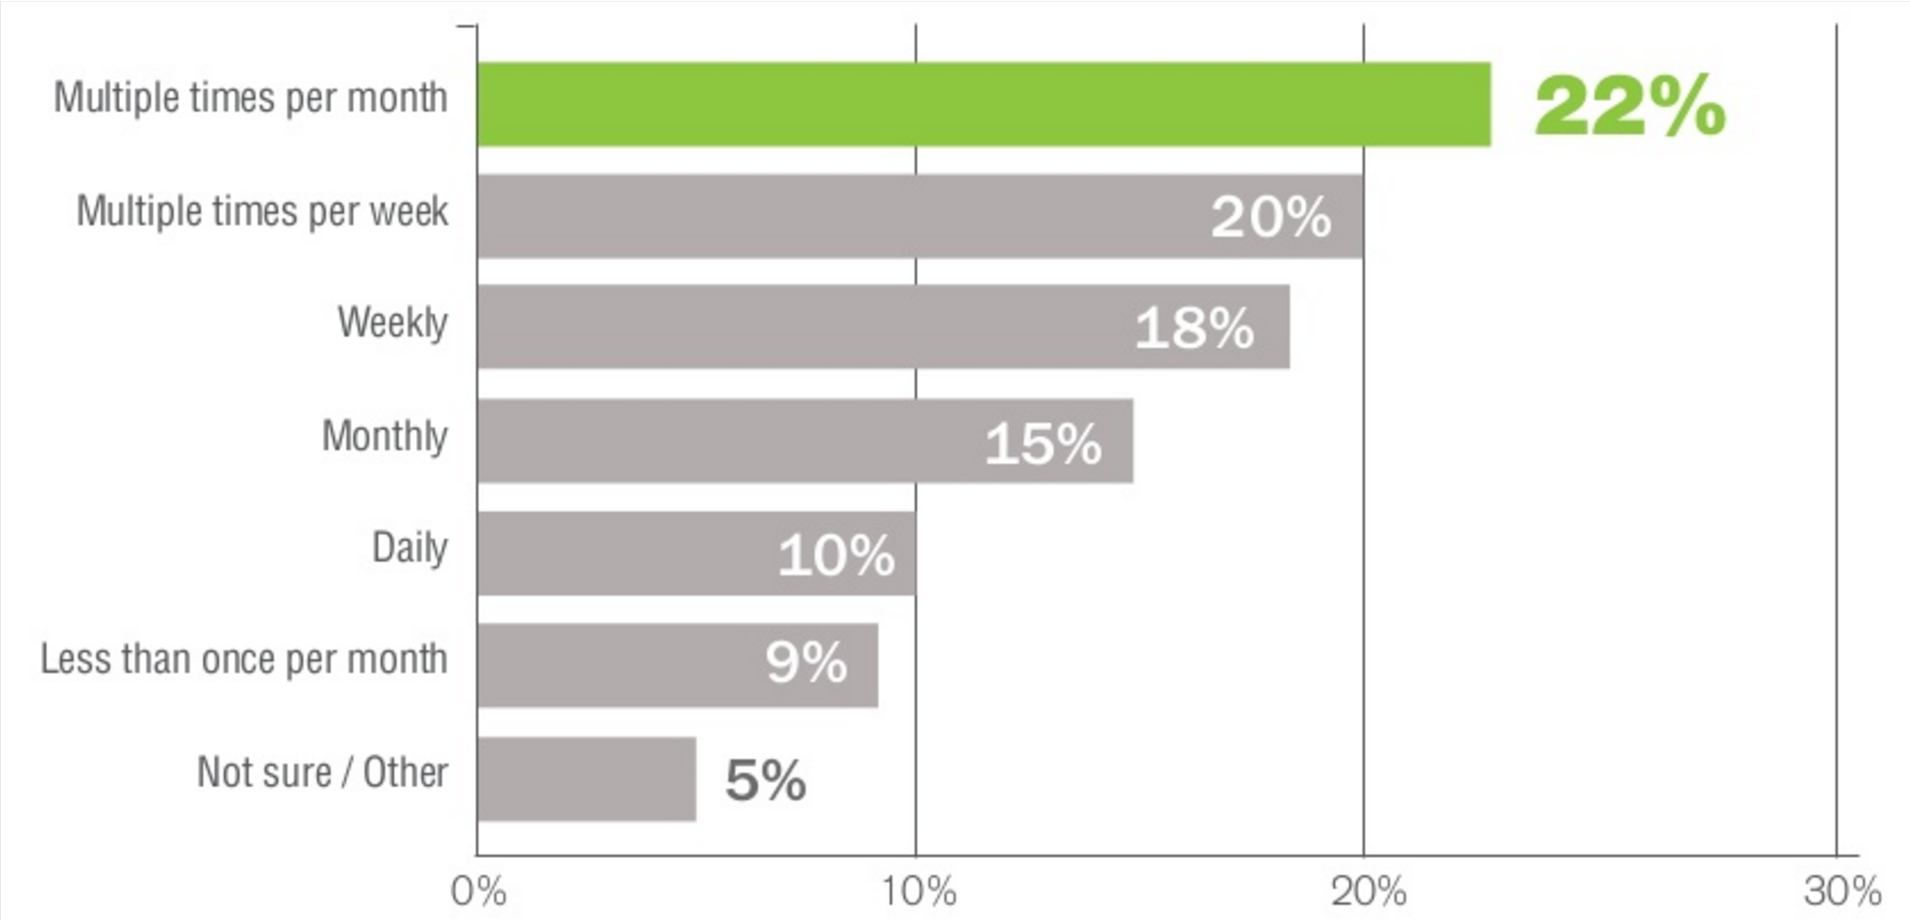 Multiple times per month 22%
Multiple times per week 20%
Weekly 18%
Monthly 15%
Daily 10%
Less than once per month 9%
Not sure / Other 5%
0% 10% 20% 30%